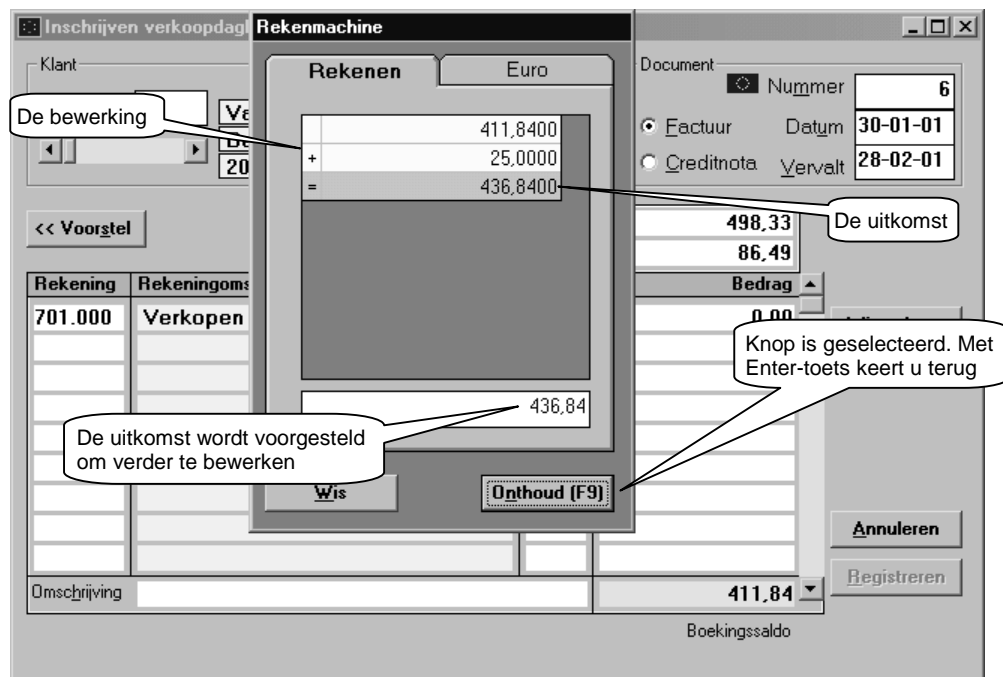 Inschrijven verkoopdagl
Rekenmachine
Klant
Rekenen
Euro
Document
Nummer
6
De bewerking
Factuur
Datum
30-01-01
Creditnota
Vervalt
28-02-01
20
411,8400
+ 25,0000
= 436,8400
De uitkomst
<< Voorstel
498,33
86,49
Rekening
Rekeningoms
Bedrag
701.000
Verkopen
0,00
Knop is geselecteerd. Met
Enter-toets keert u terug
436,84
De uitkomst wordt voorgesteld
om verder te bewerken
Wis
Onthoud (F9)
Annuleren
Registreren
Omschrijving
411,84
Boekingssaldo